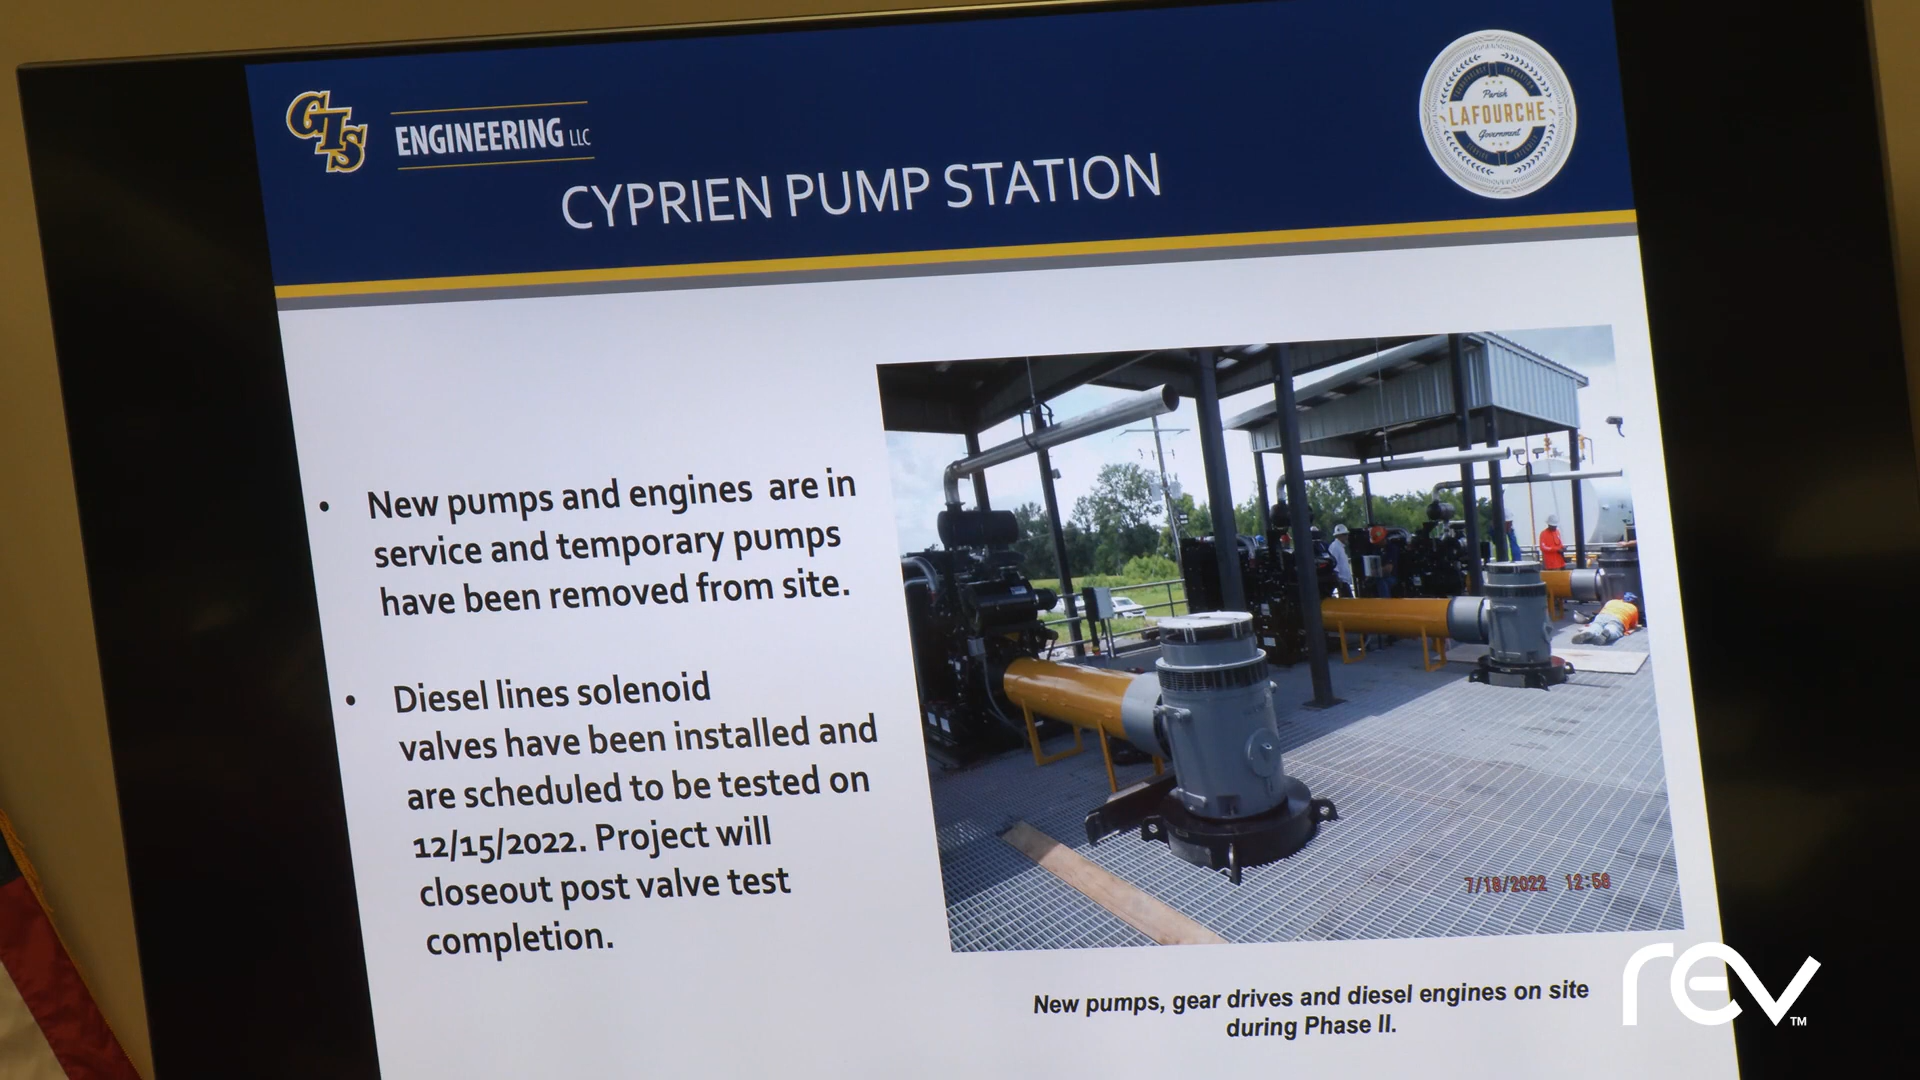 GIS
ENGINEERING LLC
CYPRIEN PUMP STATION
Parish
LAFOURCHE
Government
• New pumps and engines are in
service and temporary pumps
have been removed from site.
• Diesel lines solenoid
valves have been installed and
are scheduled to be tested on
12/15/2022. Project will
closeout post valve test
completion.
7/18/2022 12:58
New pumps, gear drives and diesel engines on site
during Phase II.
rev™